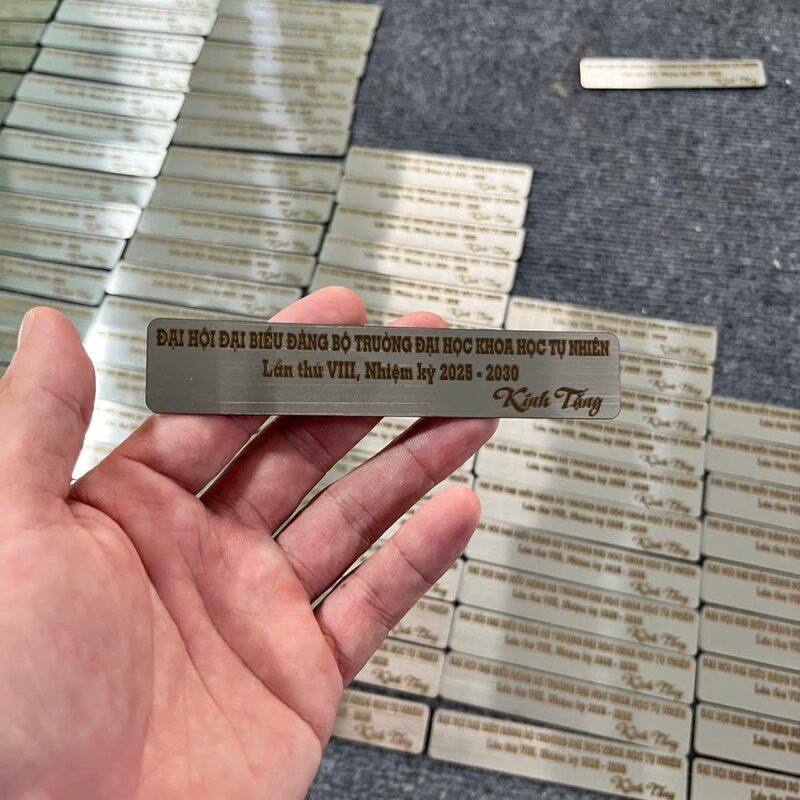 ĐẠI HỘI ĐẠI BIỂU ĐẢNG BỘ TRƯỜNG ĐẠI HỌC KHOA HỌC TỰ NHIÊN
Lần thứ VIII, Nhiệm kỳ 2025 - 2030
Kính Tặng